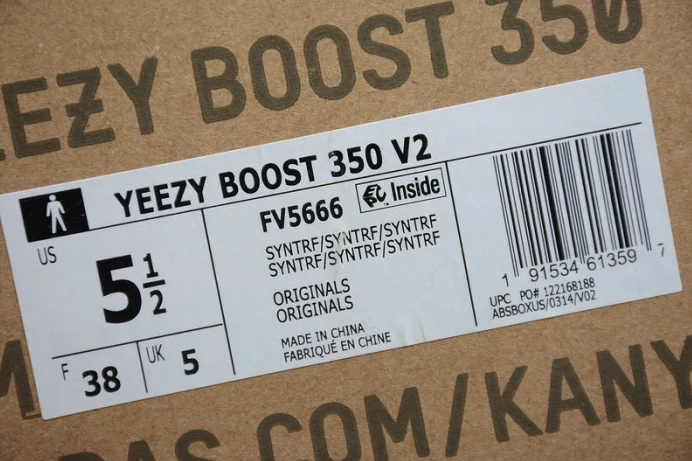 EEZY BOOST 350
YEEZY BOOST 350 V2
US
5 1/2
F 38
UK 5
FV5666
Inside
SYNTRF/SYNTRF/SYNTRF
SYNTRF/SYNTRF/SYNTRF
ORIGINALS
ORIGINALS
MADE IN CHINA
FABRIQUÉ EN CHINE
1 91534 61359 7
UPC PO# 122168188
ABSBOXUS/0314/V02
DAS.COM/KANY